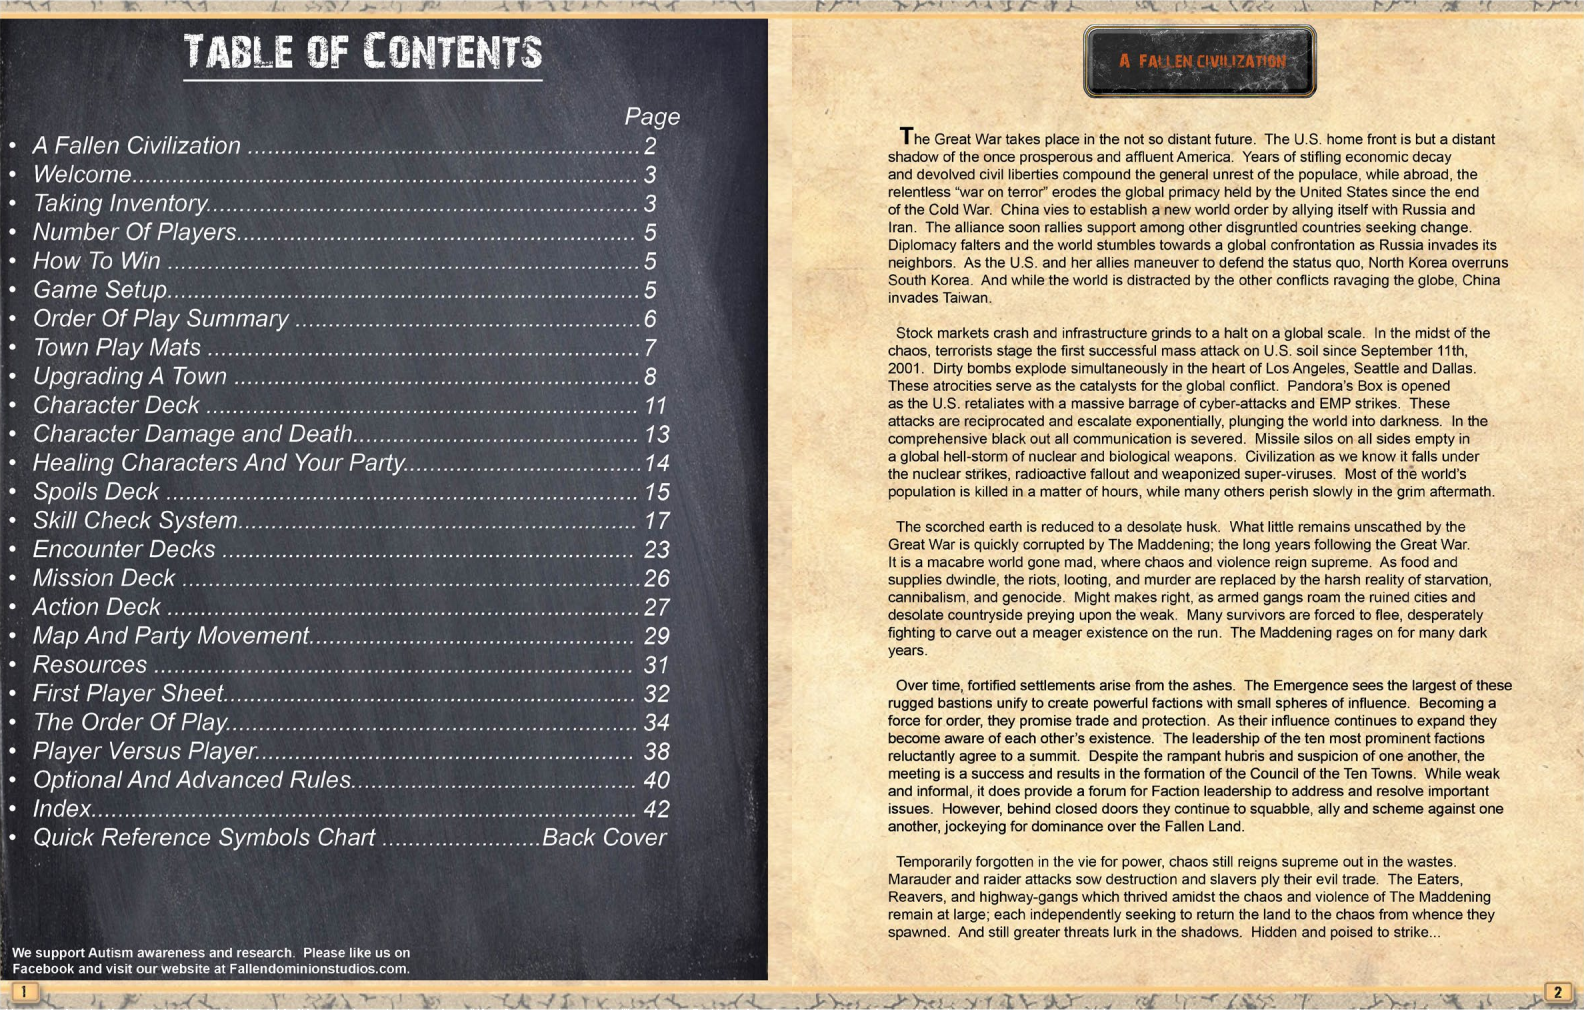 Table of Contents
Page
• A Fallen Civilization ........................................................... 2
• Welcome................................................................................ 3
• Taking Inventory................................................................. 3
• Number Of Players............................................................ 5
• How To Win ....................................................................... 5
• Game Setup....................................................................... 5
• Order Of Play Summary .................................................... 6
• Town Play Mats ................................................................. 7
• Upgrading A Town ............................................................. 8
• Character Deck ................................................................. 11
• Character Damage and Death........................................... 13
• Healing Characters And Your Party.................................... 14
• Spoils Deck ....................................................................... 15
• Skill Check System............................................................ 17
• Encounter Decks .............................................................. 23
• Mission Deck ..................................................................... 26
• Action Deck ....................................................................... 27
• Map And Party Movement................................................. 29
• Resources ........................................................................ 31
• First Player Sheet.............................................................. 32
• The Order Of Play............................................................. 34
• Player Versus Player......................................................... 38
• Optional And Advanced Rules........................................... 40
• Index.................................................................................. 42
• Quick Reference Symbols Chart ........................Back Cover
We support Autism awareness and research. Please like us on
Facebook and visit our website at Fallendominionstudios.com.
1
A Fallen civilization
The Great War takes place in the not so distant future. The U.S. home front is but a distant
shadow of the once prosperous and affluent America. Years of stifling economic decay
and devolved civil liberties compound the general unrest of the populace, while abroad, the
relentless “war on terror” erodes the global primacy held by the United States since the end
of the Cold War. China vies to establish a new world order by allying itself with Russia and
Iran. The alliance soon rallies support among other disgruntled countries seeking change.
Diplomacy falters and the world stumbles towards a global confrontation as Russia invades its
neighbors. As the U.S. and her allies maneuver to defend the status quo, North Korea overruns
South Korea. And while the world is distracted by the other conflicts ravaging the globe, China
invades Taiwan.
Stock markets crash and infrastructure grinds to a halt on a global scale. In the midst of the
chaos, terrorists stage the first successful mass attack on U.S. soil since September 11th,
2001. Dirty bombs explode simultaneously in the heart of Los Angeles, Seattle and Dallas.
These atrocities serve as the catalysts for the global conflict. Pandora’s Box is opened
as the U.S. retaliates with a massive barrage of cyber-attacks and EMP strikes. These
attacks are reciprocated and escalate exponentially, plunging the world into darkness. In the
comprehensive black out all communication is severed. Missile silos on all sides empty in
a global hell-storm of nuclear and biological weapons. Civilization as we know it falls under
the nuclear strikes, radioactive fallout and weaponized super-viruses. Most of the world’s
population is killed in a matter of hours, while many others perish slowly in the grim aftermath.
The scorched earth is reduced to a desolate husk. What little remains unscathed by the
Great War is quickly corrupted by The Maddening; the long years following the Great War.
It is a macabre world gone mad, where chaos and violence reign supreme. As food and
supplies dwindle, the riots, looting, and murder are replaced by the harsh reality of starvation,
cannibalism, and genocide. Might makes right, as armed gangs roam the ruined cities and
desolate countryside preying upon the weak. Many survivors are forced to flee, desperately
fighting to carve out a meager existence on the run. The Maddening rages on for many dark
years.
Over time, fortified settlements arise from the ashes. The Emergence sees the largest of these
rugged bastions unify to create powerful factions with small spheres of influence. Becoming a
force for order, they promise trade and protection. As their influence continues to expand they
become aware of each other’s existence. The leadership of the ten most prominent factions
reluctantly agree to a summit. Despite the rampant hubris and suspicion of one another, the
meeting is a success and results in the formation of the Council of the Ten Towns. While weak
and informal, it does provide a forum for Faction leadership to address and resolve important
issues. However, behind closed doors they continue to squabble, ally and scheme against one
another, jockeying for dominance over the Fallen Land.
Temporarily forgotten in the vie for power, chaos still reigns supreme out in the wastes.
Marauder and raider attacks sow destruction and slavers ply their evil trade. The Eaters,
Reavers, and highway-gangs which thrived amidst the chaos and violence of The Maddening
remain at large; each independently seeking to return the land to the chaos from whence they
spawned. And still greater threats lurk in the shadows. Hidden and poised to strike...
2